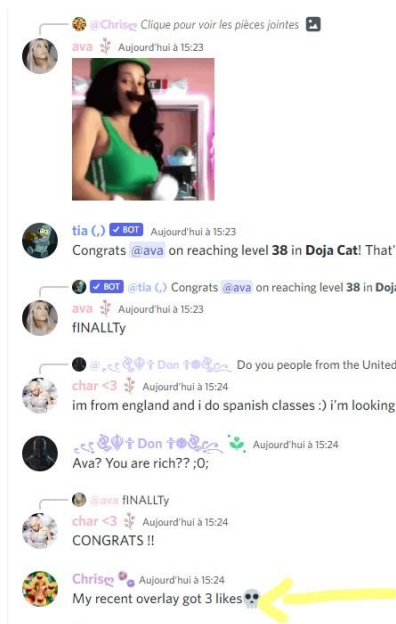 @Chrisღ Clique pour voir les pièces jointes
ava Aujourd'hui à 15:23
tia (,) ✓ BOT Aujourd'hui à 15:23
Congrats @ava on reaching level 38 in Doja Cat! That'
✓ BOT @tia (,) Congrats @ava on reaching level 38 in Doja
ava Aujourd'hui à 15:23
fINALLTy
Don Do you people from the United
char <3 Aujourd'hui à 15:24
im from england and i do spanish classes :) i'm looking
Don Aujourd'hui à 15:24
Ava? You are rich?? ;0;
@ava fINALLTy
char <3 Aujourd'hui à 15:24
CONGRATS !!
Chrisღ Aujourd'hui à 15:24
My recent overlay got 3 likes💀